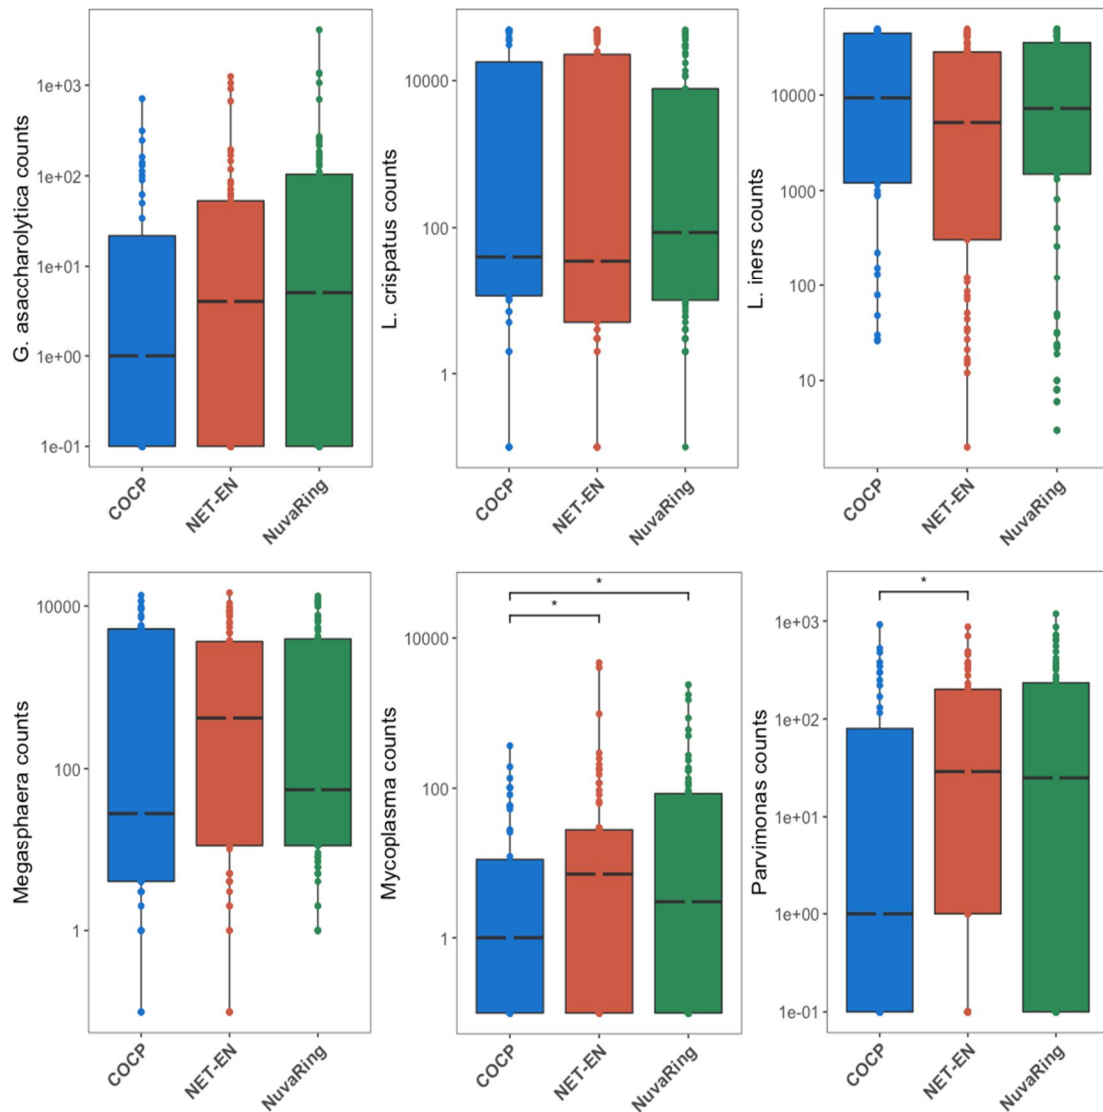 G. asaccharolytica counts
1e+03
1e+02
1e+01
1e+00
1e-01
COCP
NET-EN
NuvaRing
L. crispatus counts
10000
100
1
COCP
NET-EN
NuvaRing
L. iners counts
10000
1000
100
10
COCP
NET-EN
NuvaRing
Megasphaera counts
10000
100
1
COCP
NET-EN
NuvaRing
Mycoplasma counts
10000
100
1
*
*
COCP
NET-EN
NuvaRing
Parvimonas counts
1e+03
1e+02
1e+01
1e+00
1e-01
*
COCP
NET-EN
NuvaRing